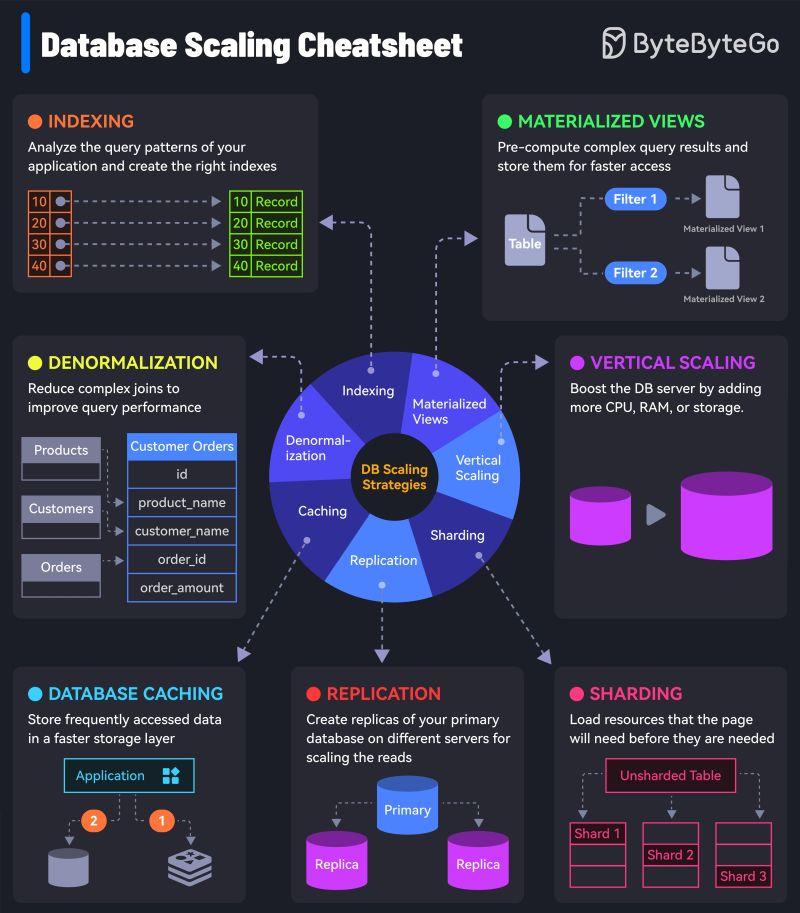 Database Scaling Cheatsheet
ByteByteGo
INDEXING
Analyze the query patterns of your
application and create the right indexes
10
20
30
40
10 Record
20 Record
30 Record
40 Record
MATERIALIZED VIEWS
Pre-compute complex query results and
store them for faster access
Table
Filter 1
Materialized View 1
Filter 2
Materialized View 2
DENORMALIZATION
Reduce complex joins to
improve query performance
Products
Customers
Orders
Customer Orders
id
product_name
customer_name
order_id
order_amount
DB Scaling
Strategies
Indexing
Materialized
Views
Vertical
Scaling
Sharding
Replication
Caching
Denormal-
ization
VERTICAL SCALING
Boost the DB server by adding
more CPU, RAM, or storage.
DATABASE CACHING
Store frequently accessed data
in a faster storage layer
Application
2
1
REPLICATION
Create replicas of your primary
database on different servers for
scaling the reads
Primary
Replica
Replica
SHARDING
Load resources that the page
will need before they are needed
Unsharded Table
Shard 1
Shard 2
Shard 3